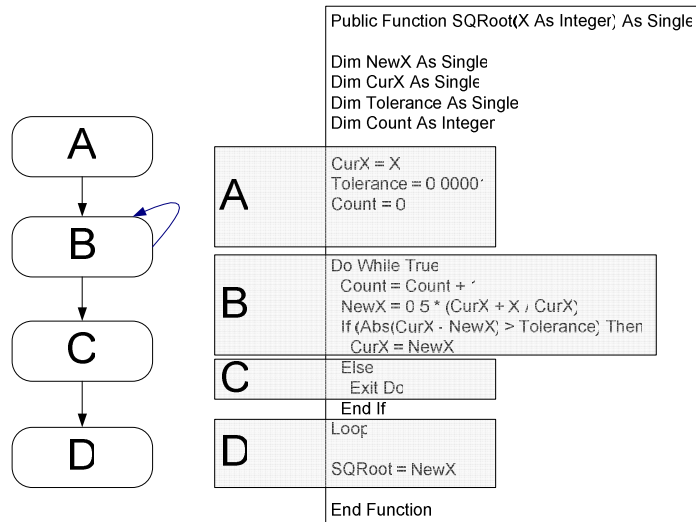 A
B
C
D
Public Function SQRoot(X As Integer) As Single
Dim NewX As Single
Dim CurX As Single
Dim Tolerance As Single
Dim Count As Integer
A
CurX = X
Tolerance = 0.00001
Count = 0
B
Do While True
Count = Count + 1
NewX = 0.5 * (CurX + X / CurX)
If (Abs(CurX - NewX) > Tolerance) Then
CurX = NewX
C
Else
Exit Do
End If
D
Loop
SQRoot = NewX
End Function